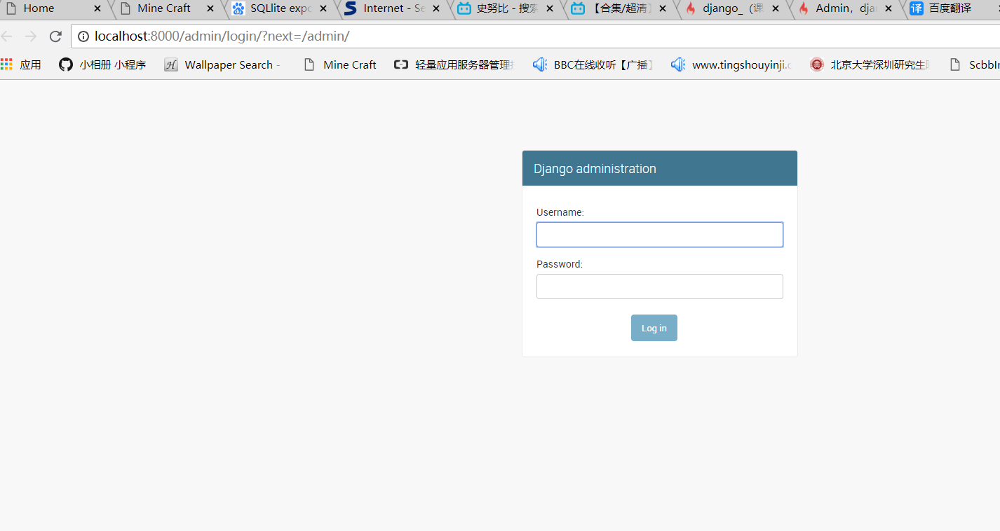 Home
Mine Craft
SQLlite expo
Internet - Se
史努比 - 搜索
【合集/超清】
django_（课
Admin，djan
译 百度翻译
localhost:8000/admin/login/?next=/admin/
应用
小相册 小程序
Wallpaper Search -
Mine Craft
轻量应用服务器管理
BBC在线收听【广播】
www.tingshouyinji.c
北京大学深圳研究生
ScbbIn
Django administration
Username:
Password:
Log in